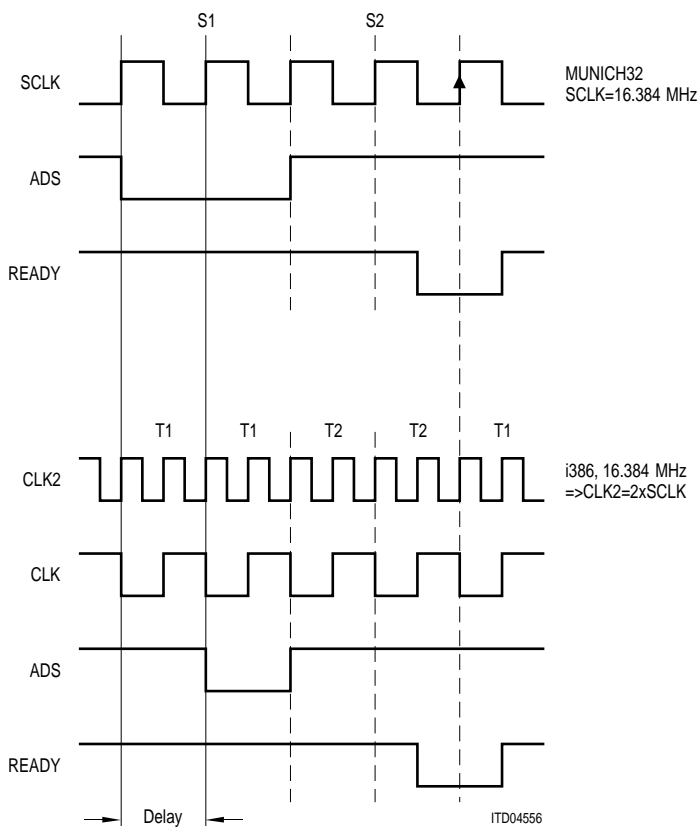 S1 S2
SCLK
MUNICH32
SCLK=16.384 MHz
ADS
READY
T1 T1 T2 T2 T1
CLK2
i386, 16.384 MHz
=>CLK2=2xSCLK
CLK
ADS
READY
Delay
ITD04556